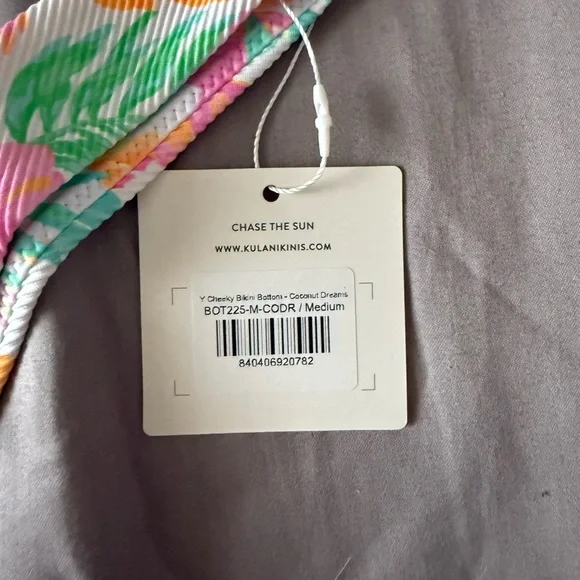 CHASE THE SUN
WWW.KULANIKINIS.COM
Y Cheeky Bikini Bottom - Coconut Dreams
BOT225-M-CODR / Medium
840406920782